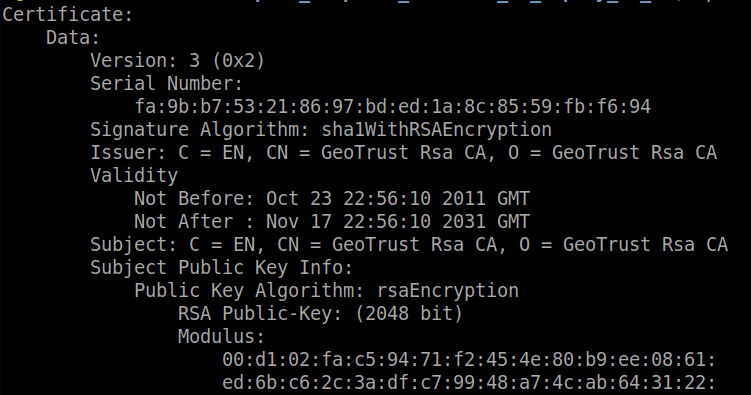 Certificate:
Data:
Version: 3 (0x2)
Serial Number:
fa:9b:b7:53:21:86:97:bd:ed:1a:8c:85:59:fb:f6:94
Signature Algorithm: sha1WithRSAEncryption
Issuer: C = EN, CN = GeoTrust Rsa CA, O = GeoTrust Rsa CA
Validity
Not Before: Oct 23 22:56:10 2011 GMT
Not After : Nov 17 22:56:10 2031 GMT
Subject: C = EN, CN = GeoTrust Rsa CA, O = GeoTrust Rsa CA
Subject Public Key Info:
Public Key Algorithm: rsaEncryption
RSA Public-Key: (2048 bit)
Modulus:
00:d1:02:fa:c5:94:71:f2:45:4e:80:b9:ee:08:61:
ed:6b:c6:2c:3a:df:c7:99:48:a7:4c:ab:64:31:22: